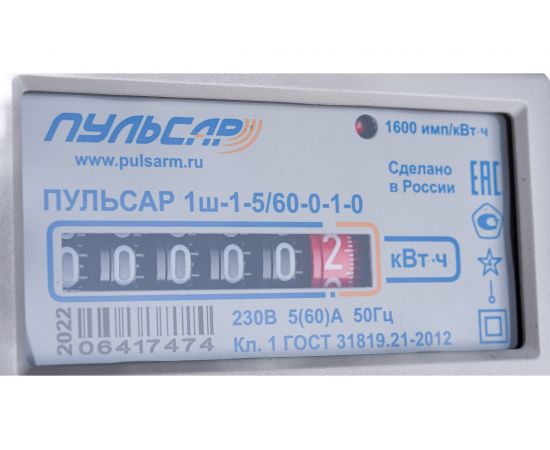 ПУЛЬСАР
1600 имп/кВт·ч
www.pulsarm.ru
Сделано
в России
ЕАС
ПУЛЬСАР 1ш-1-5/60-0-1-0
0 0 0 0 0 2
кВт·ч
2022
06417474
230В 5(60)А 50Гц
Кл. 1 ГОСТ 31819.21-2012